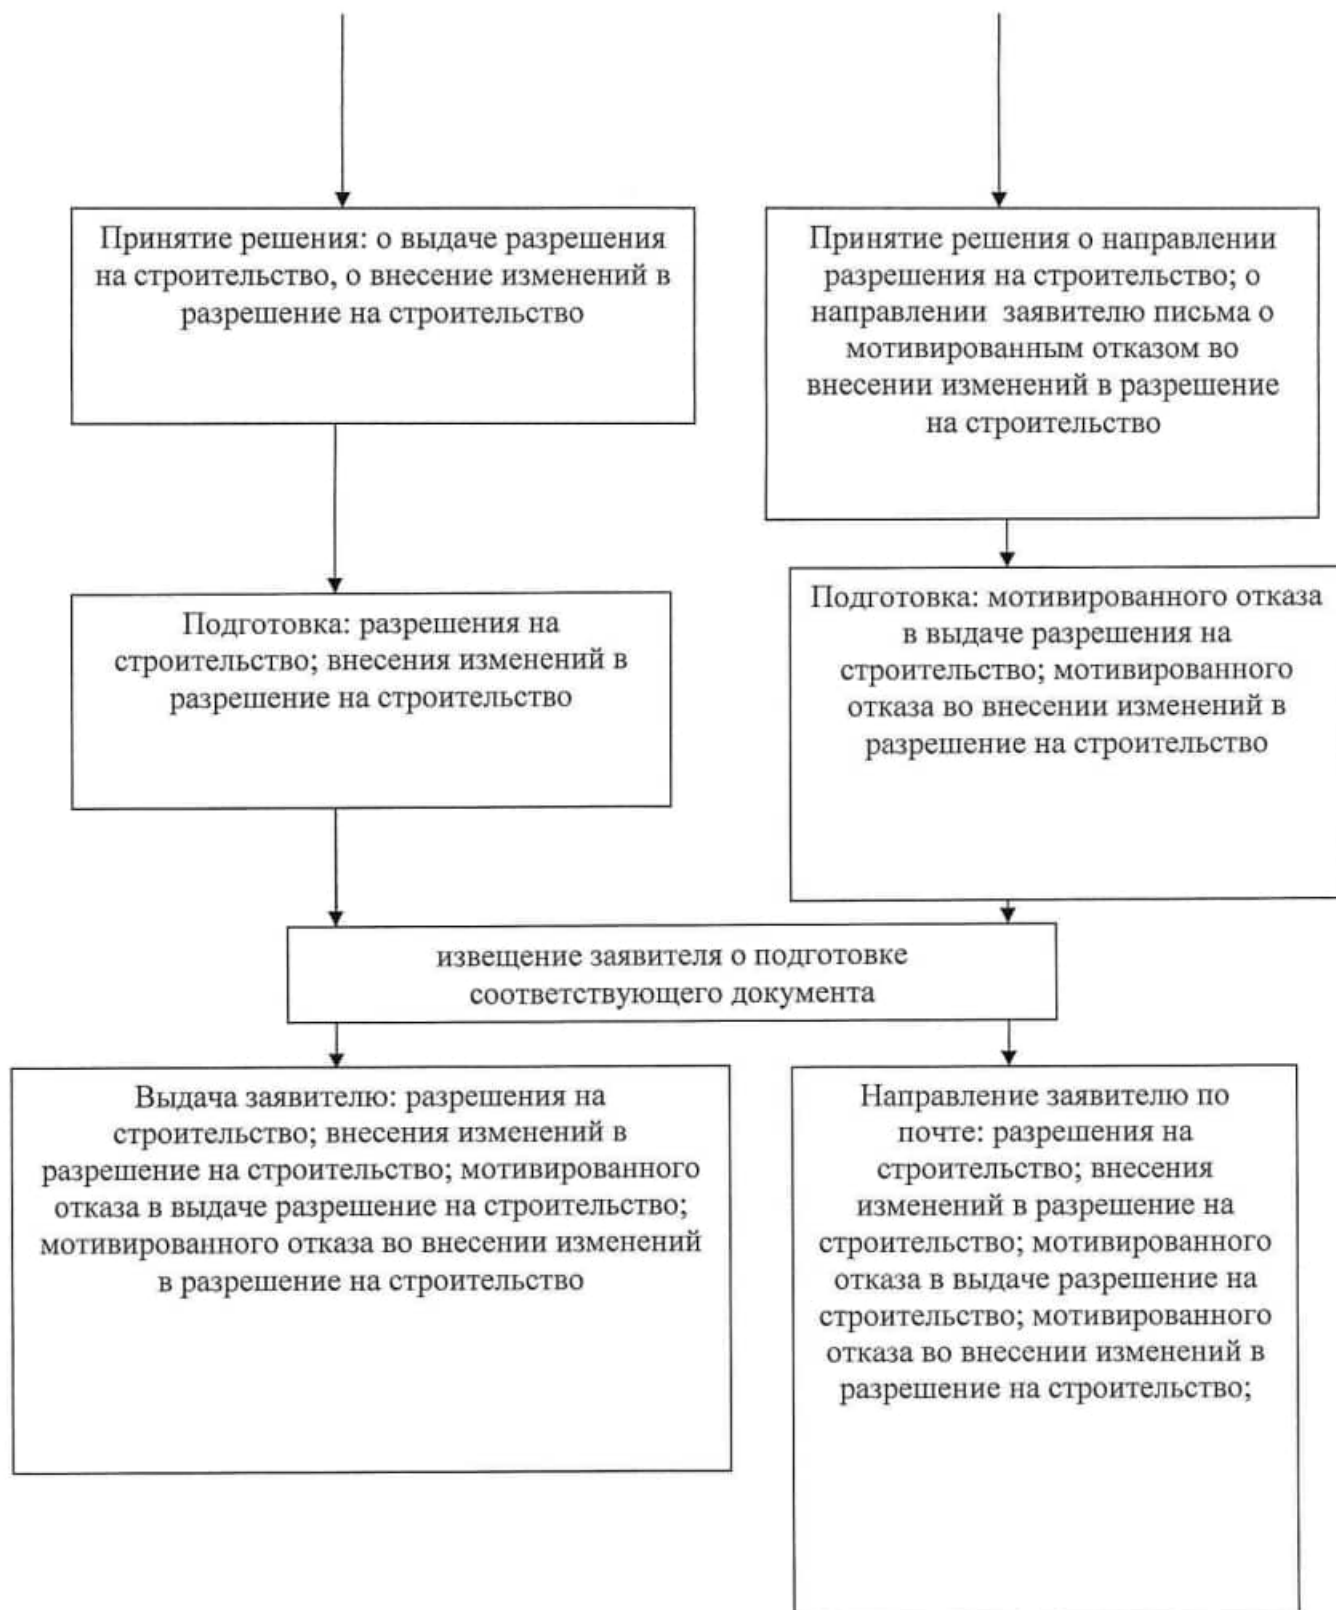 Принятие решения: о выдаче разрешения
на строительство, о внесение изменений в
разрешение на строительство
Принятие решения о направлении
разрешения на строительство; о
направлении заявителю письма о
мотивированным отказом во
внесении изменений в разрешение
на строительство
Подготовка: разрешения на
строительство; внесения изменений в
разрешение на строительство
Подготовка: мотивированного отказа
в выдаче разрешения на
строительство; мотивированного
отказа во внесении изменений в
разрешение на строительство
извещение заявителя о подготовке
соответствующего документа
Выдача заявителю: разрешения на
строительство; внесения изменений в
разрешение на строительство; мотивированного
отказа в выдаче разрешение на строительство;
мотивированного отказа во внесении изменений
в разрешение на строительство
Направление заявителю по
почте: разрешения на
строительство; внесения
изменений в разрешение на
строительство; мотивированного
отказа в выдаче разрешение на
строительство; мотивированного
отказа во внесении изменений в
разрешение на строительство;